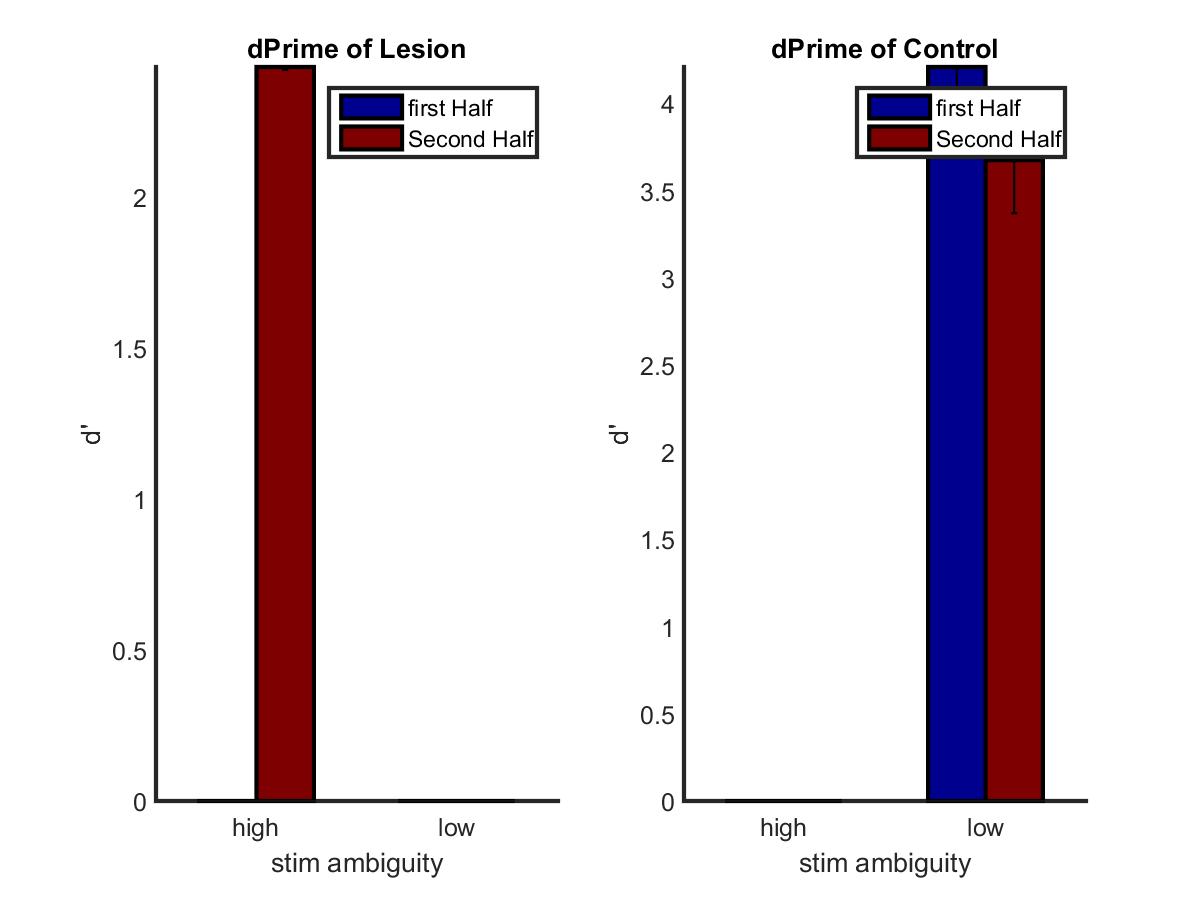 dPrime of Lesion
first Half
Second Half
2
1.5
1
0.5
0
d'
high low
stim ambiguity
dPrime of Control
first Half
Second Half
4
3.5
3
2.5
2
1.5
1
0.5
0
d'
high low
stim ambiguity